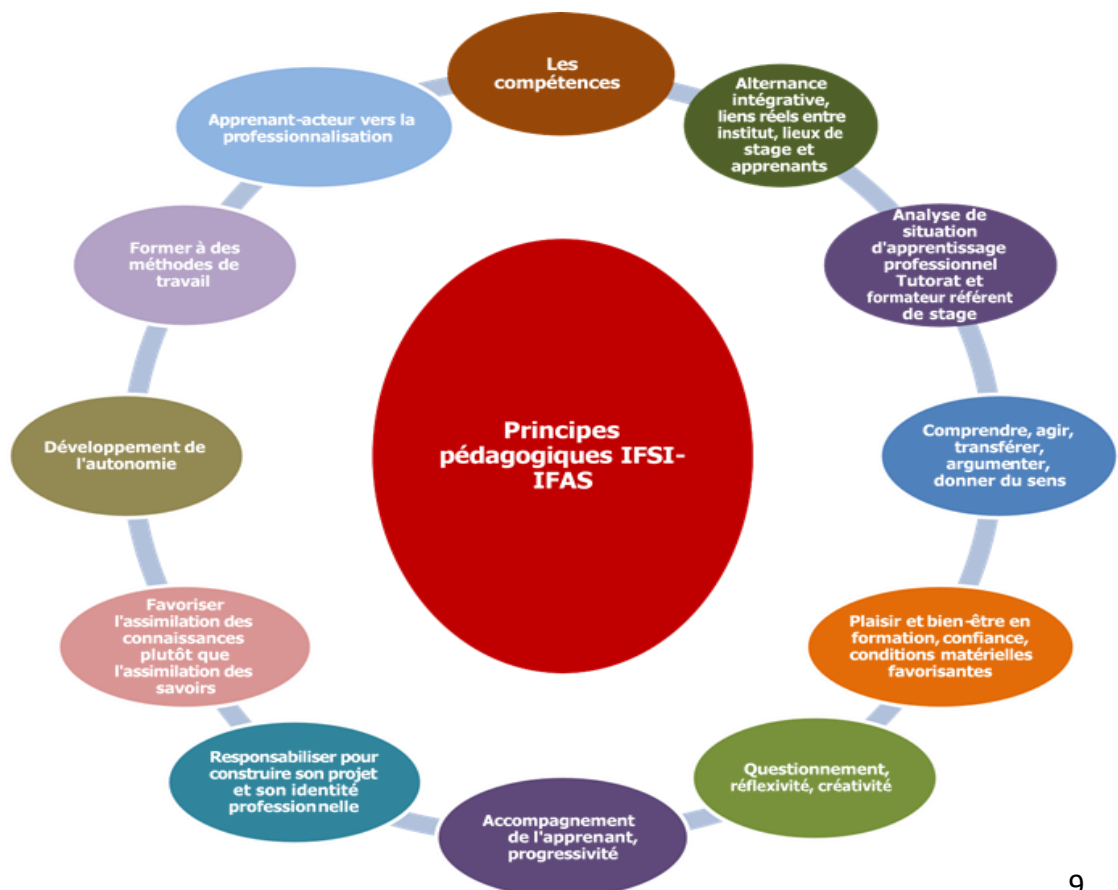 Les
compétences
Alternance
intégrative,
liens réels entre
institut, lieux de
stage et
apprenants
Analyse de
situation
d'apprentissage
professionnel
Tutorat et
formateur référent
de stage
Comprendre, agir,
transférer,
argumenter,
donner du sens
Plaisir et bien-être en
formation, confiance,
conditions matérielles
favorisantes
Questionnement,
réflexivité, créativité
Accompagnement
de l'apprenant,
progressivité
Responsabiliser pour
construire son projet
et son identité
professionnelle
Favoriser
l'assimilation des
connaissances
plutôt que
l'assimilation des
savoirs
Développement de
l'autonomie
Former à des
méthodes de
travail
Apprenant-acteur vers la
professionnalisation
Principes
pédagogiques IFSI-
IFAS
9